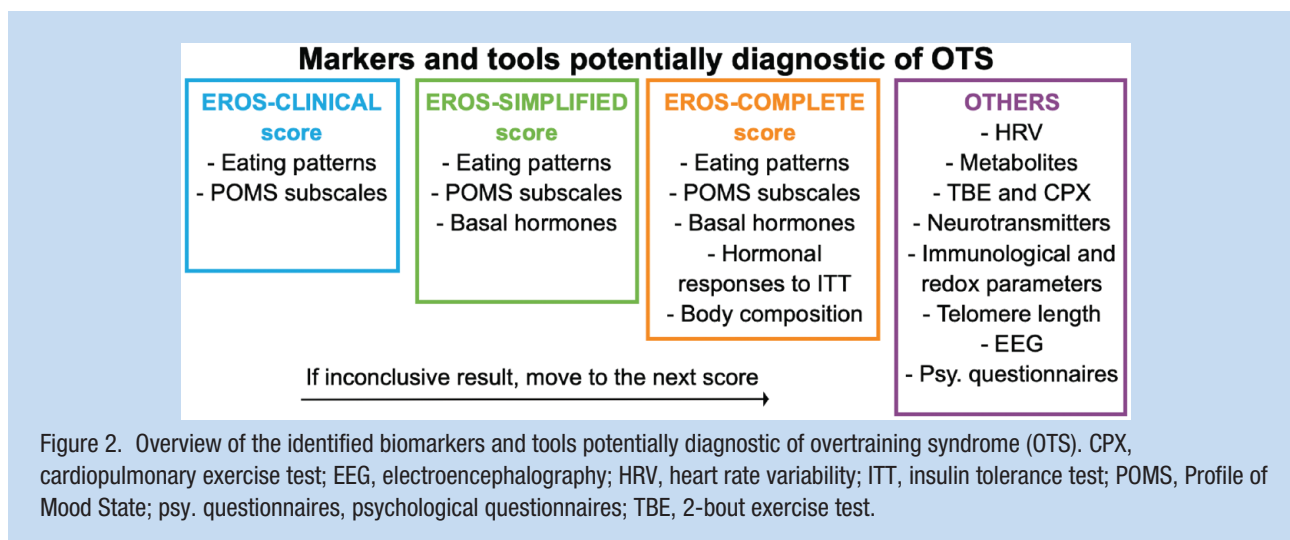 Markers and tools potentially diagnostic of OTS
EROS-CLINICAL
score
- Eating patterns
- POMS subscales
EROS-SIMPLIFIED
score
- Eating patterns
- POMS subscales
- Basal hormones
EROS-COMPLETE
score
- Eating patterns
- POMS subscales
- Basal hormones
- Hormonal
responses to ITT
- Body composition
OTHERS
- HRV
- Metabolites
- TBE and CPX
- Neurotransmitters
- Immunological and
redox parameters
- Telomere length
- EEG
- Psy. questionnaires
If inconclusive result, move to the next score
Figure 2. Overview of the identified biomarkers and tools potentially diagnostic of overtraining syndrome (OTS). CPX,
cardiopulmonary exercise test; EEG, electroencephalography; HRV, heart rate variability; ITT, insulin tolerance test; POMS, Profile of
Mood State; psy. questionnaires, psychological questionnaires; TBE, 2-bout exercise test.